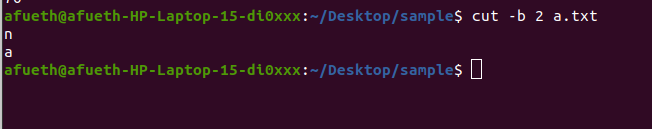 afueth@afueth-HP-Laptop-15-di0xxx:~/Desktop/sample$ cut -b 2 a.txt
n
a
afueth@afueth-HP-Laptop-15-di0xxx:~/Desktop/sample$